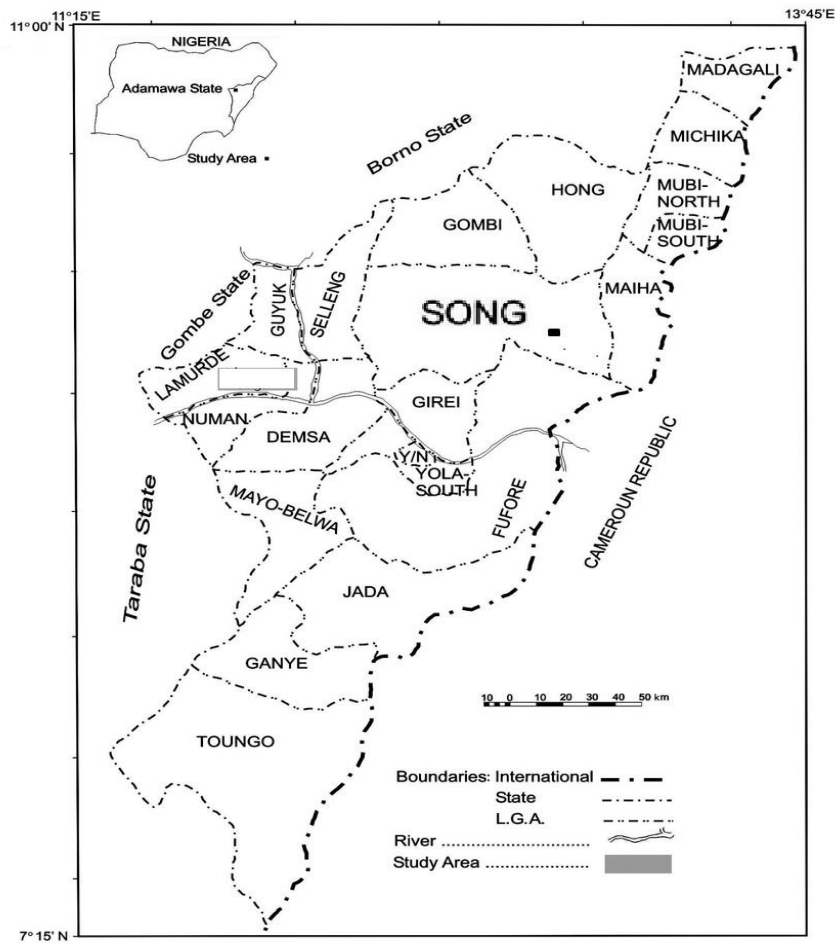 11°15'E
13°45'E
11°00' N
NIGERIA
Adamawa State
Study Area
Borno State
MADAGALI
MICHIKA
HONG
MUBI-
NORTH
GOMBI
MUBI-
SOUTH
MAIHA
Gombe State
GUYUK
SELLENG
SONG
LAMURDE
GIREI
NUMAN
DEMSA
Y/N
YOLA-
SOUTH
MAYO-BELWA
FUFORE
CAMEROUN REPUBLIC
Taraba State
JADA
GANYE
10 0 10 20 30 40 50 km
TOUNGO
Boundaries: International
State
L.G.A.
River ....................
Study Area ...............
7°15' N